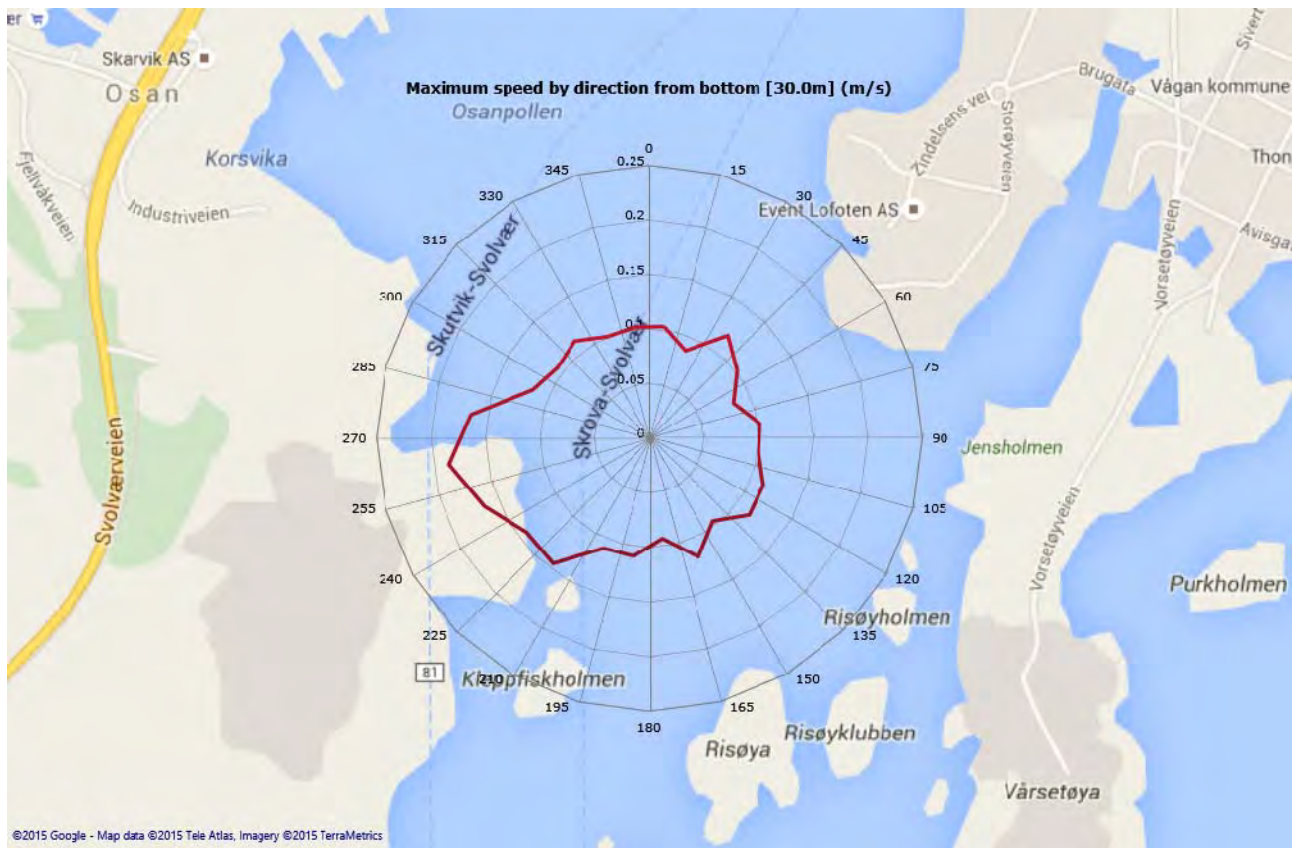 er
Skarvik AS
Osan
Korsvika
Fjellvåkveien
Industriveien
Svolværveien
Maximum speed by direction from bottom [30.0m] (m/s)
Osanpollen
Zindelsens vei
Storøyveien
Brugata
Sivert
Vågan kommune
Thon
Avisga
Event Lofoten AS
Vorsetøyveien
0
15
30
45
60
75
90
105
120
135
150
165
180
195
210
225
240
255
270
285
300
315
330
345
0.25
0.2
0.15
0.1
0.05
0
Skutvik-Svolvær
Skrova-Svolvær
Jensholmen
Vorsetøyveien
Purkholmen
Risøyholmen
81
Kleppfiskholmen
Risøya
Risøyklubben
Vårsetøya
©2015 Google - Map data ©2015 Tele Atlas, Imagery ©2015 TerraMetrics